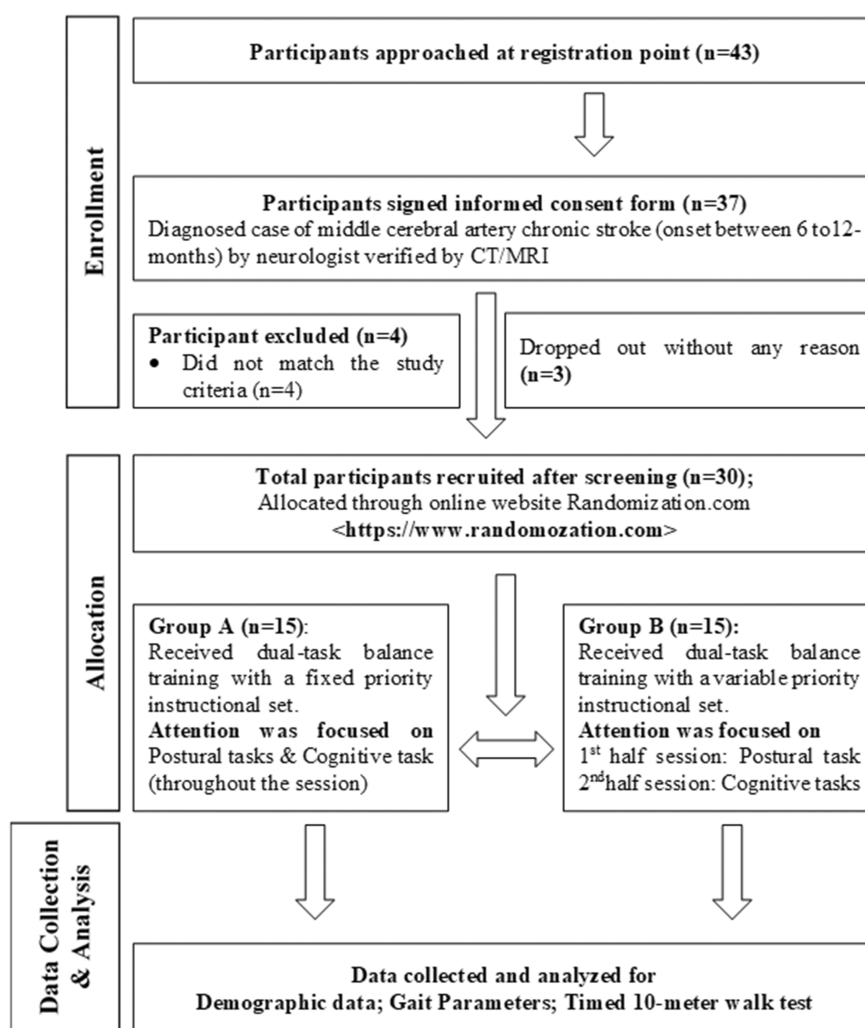 Enrollment
Participants approached at registration point (n=43)
Participants signed informed consent form (n=37)
Diagnosed case of middle cerebral artery chronic stroke (onset between 6 to12-
months) by neurologist verified by CT/MRI
Participant excluded (n=4)
• Did not match the study
criteria (n=4)
Dropped out without any reason
(n=3)
Allocation
Total participants recruited after screening (n=30);
Allocated through online website Randomization.com
<https://www.randomozation.com>
Group A (n=15):
Received dual-task balance
training with a fixed priority
instructional set.
Attention was focused on
Postural tasks & Cognitive task
(throughout the session)
Group B (n=15):
Received dual-task balance
training with a variable priority
instructional set.
Attention was focused on
1st half session: Postural task
2nd half session: Cognitive tasks
Data Collection
& Analysis
Data collected and analyzed for
Demographic data; Gait Parameters; Timed 10-meter walk test